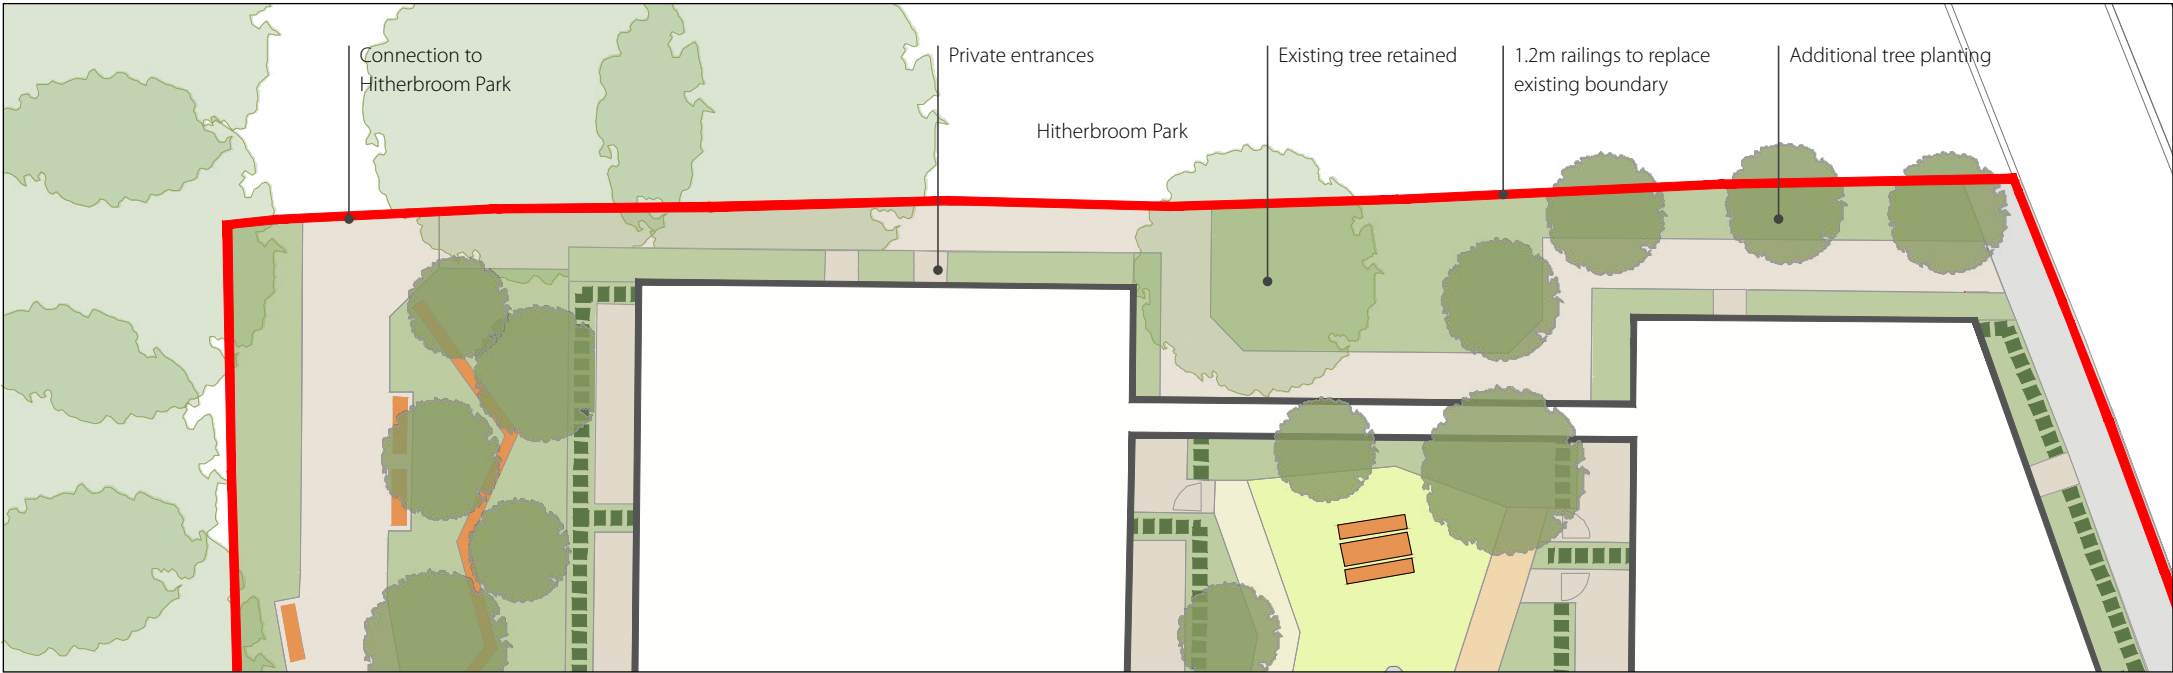 Connection to
Hitherbroom Park
Private entrances
Existing tree retained
1.2m railings to replace
existing boundary
Additional tree planting
Hitherbroom Park